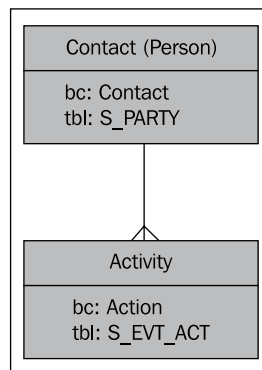 Contact (Person)
bc: Contact
tbl: S_PARTY
Activity
bc: Action
tbl: S_EVT_ACT